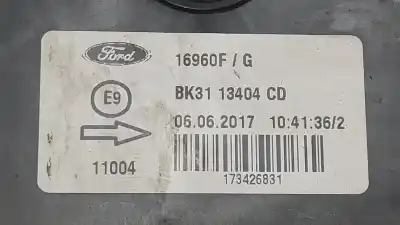 Ford
16960F / G
E9
BK31 13404 CD
06.06.2017 10:41:36/2
11004
173426831